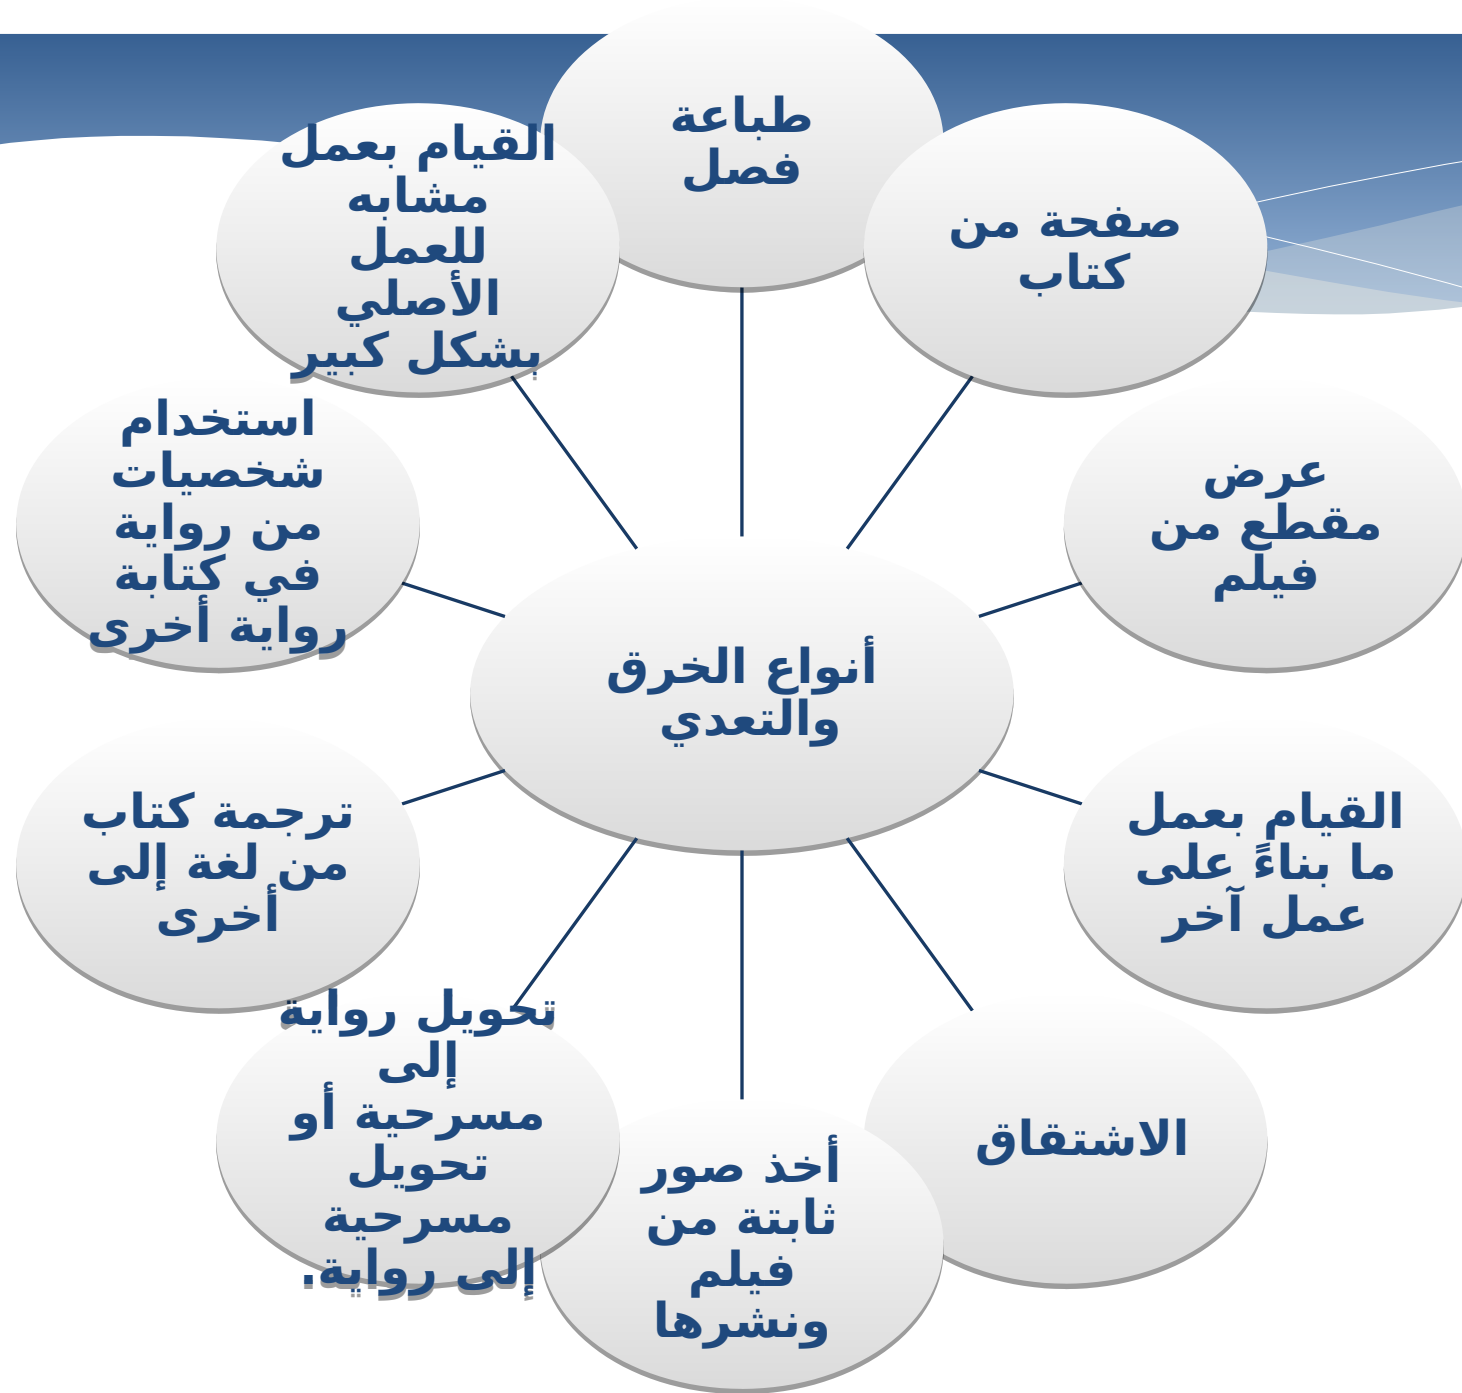 طباعة
فصل
صفحة من
كتاب
عرض
مقطع من
فيلم
القيام بعمل
ما بناءً على
عمل آخر
الاشتقاق
أخذ صور
ثابتة من
فيلم
ونشرها
تحويل رواية
إلى
مسرحية أو
تحويل
مسرحية
إلى رواية.
ترجمة كتاب
من لغة إلى
أخرى
استخدام
شخصيات
من رواية
في كتابة
رواية أخرى
القيام بعمل
مشابه
للعمل
الأصلي
بشكل كبير
أنواع الخرق
والتعدي